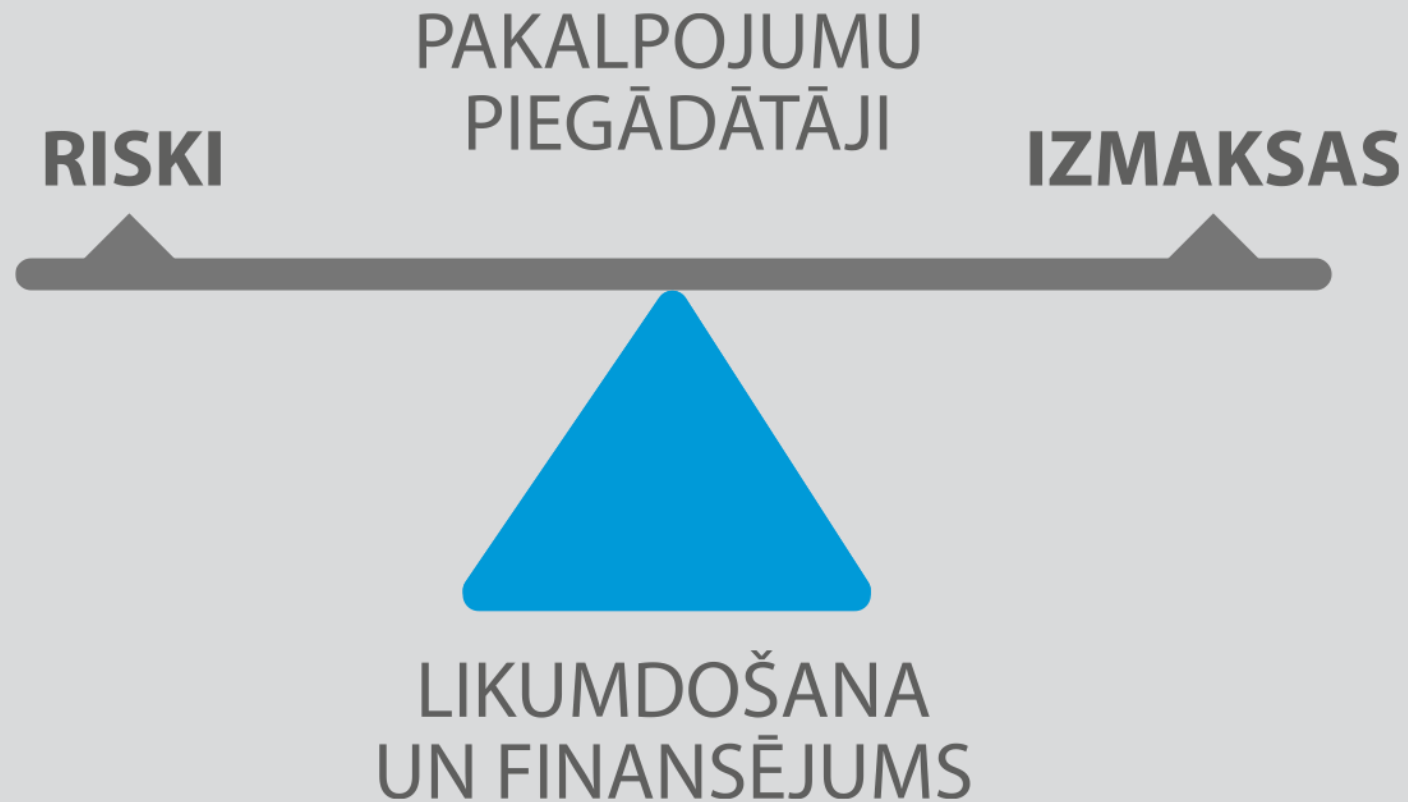 PAKALPOJUMU
PIEGĀDĀTĀJI
RISKI
IZMAKSAS
LIKUMDOŠANA
UN FINANSĒJUMS